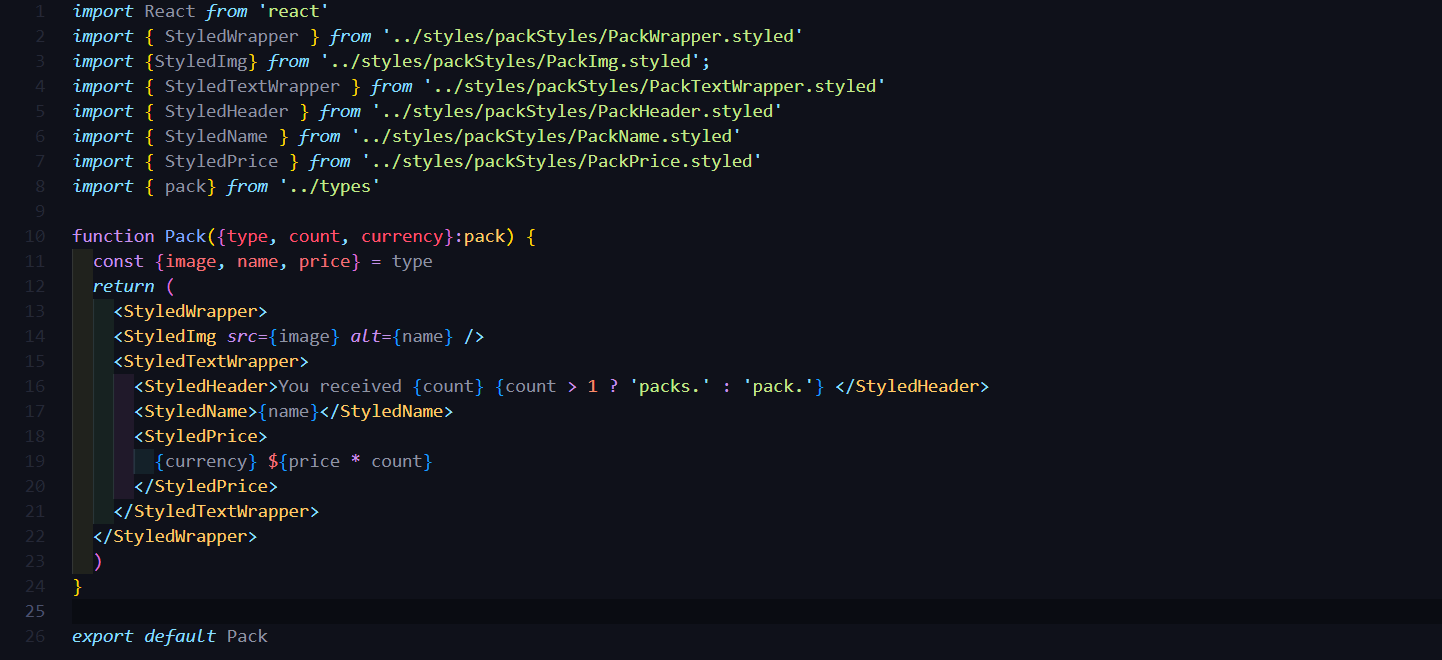 1 import React from 'react'
2 import { StyledWrapper } from '../styles/packStyles/PackWrapper.styled'
3 import {StyledImg} from '../styles/packStyles/PackImg.styled';
4 import { StyledTextWrapper } from '../styles/packStyles/PackTextWrapper.styled'
5 import { StyledHeader } from '../styles/packStyles/PackHeader.styled'
6 import { StyledName } from '../styles/packStyles/PackName.styled'
7 import { StyledPrice } from '../styles/packStyles/PackPrice.styled'
8 import { pack} from '../types'
9
10 function Pack({type, count, currency}:pack) {
11   const {image, name, price} = type
12   return (
13     <StyledWrapper>
14     <StyledImg src={image} alt={name} />
15     <StyledTextWrapper>
16       <StyledHeader>You received {count} {count > 1 ? 'packs.' : 'pack.'} </StyledHeader>
17       <StyledName>{name}</StyledName>
18       <StyledPrice>
19         {currency} ${price * count}
20       </StyledPrice>
21     </StyledTextWrapper>
22   </StyledWrapper>
23   )
24 }
25
26 export default Pack